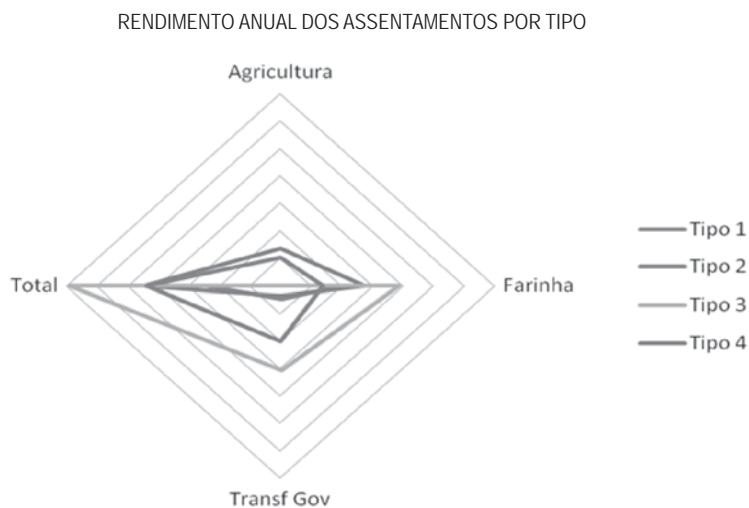 RENDIMENTO ANUAL DOS ASSENTAMENTOS POR TIPO
Agricultura
Total
Farinha
Transf Gov
Tipo 1
Tipo 2
Tipo 3
Tipo 4